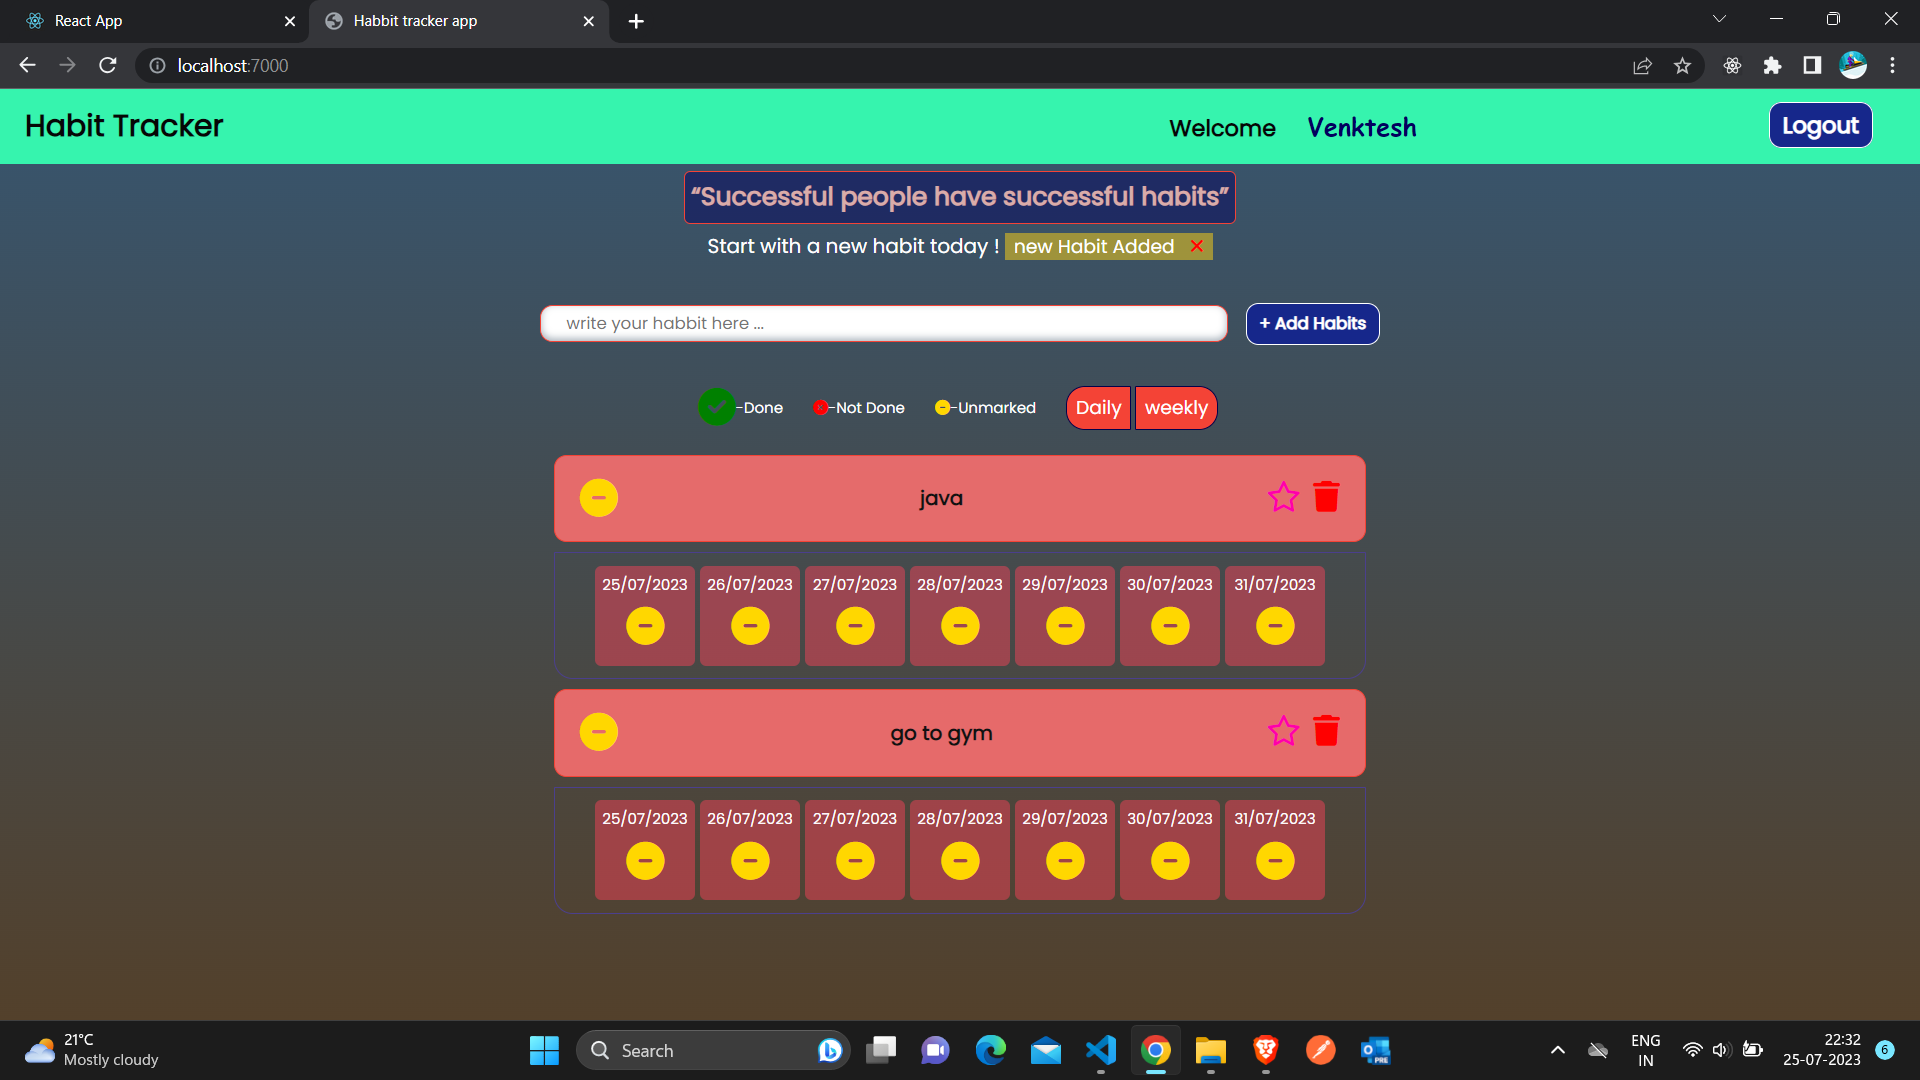 React App
Habbit tracker app
localhost:7000
Habit Tracker
Welcome Venktesh
Logout
“Successful people have successful habits”
Start with a new habit today ! new Habit Added
write your habbit here ...
+ Add Habits
-Done -Not Done -Unmarked Daily weekly
java
25/07/2023 26/07/2023 27/07/2023 28/07/2023 29/07/2023 30/07/2023 31/07/2023
go to gym
25/07/2023 26/07/2023 27/07/2023 28/07/2023 29/07/2023 30/07/2023 31/07/2023
21°C
Mostly cloudy
Search
PRE
ENG
IN
22:32
25-07-2023
6